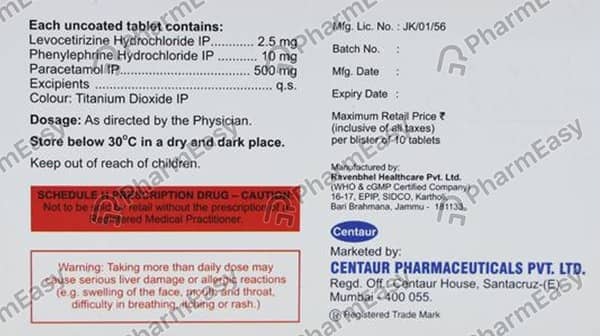 Each uncoated tablet contains:
Levocetirizine Hydrochloride IP............ 2.5 mg
Phenylephrine Hydrochloride IP ........... 10 mg
Paracetamol IP................................. 500 mg
Excipients ........................................... q.s.
Colour: Titanium Dioxide IP
Dosage: As directed by the Physician.
Store below 30°C in a dry and dark place.
Keep out of reach of children.
SCHEDULE H PRESCRIPTION DRUG – CAUTION
Not to be sold by retail without the prescription of a
Registered Medical Practitioner.
Warning: Taking more than daily dose may
cause serious liver damage or allergic reactions
(e.g. swelling of the face, mouth and throat,
difficulty in breathing, itching or rash.)
Mfg. Lic. No. : JK/01/56
Batch No. :
Mfg. Date :
Expiry Date :
Maximum Retail Price ₹
(inclusive of all taxes)
per blister of 10 tablets
Manufactured by:
Ravenbhel Healthcare Pvt. Ltd.
(WHO & cGMP Certified Company)
16-17, EPIP, SIDCO, Kartholi,
Bari Brahmana, Jammu - 181133.
Centaur
Marketed by:
CENTAUR PHARMACEUTICALS PVT. LTD.
Regd. Off.: Centaur House, Santacruz-(E)
Mumbai - 400 055.
Registered Trade Mark
PharmEasy